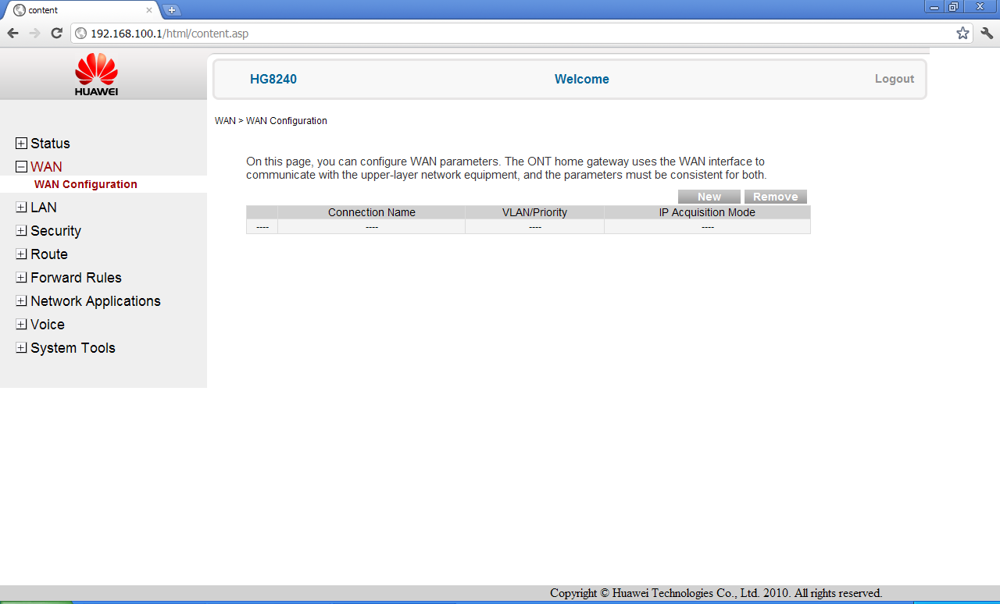 content
192.168.100.1/html/content.asp
HUAWEI
HG8240 Welcome Logout
WAN > WAN Configuration
Status
WAN
WAN Configuration
LAN
Security
Route
Forward Rules
Network Applications
Voice
System Tools
On this page, you can configure WAN parameters. The ONT home gateway uses the WAN interface to
communicate with the upper-layer network equipment, and the parameters must be consistent for both.
New Remove
Connection Name VLAN/Priority IP Acquisition Mode
---- ---- ---- ----
Copyright © Huawei Technologies Co., Ltd. 2010. All rights reserved.